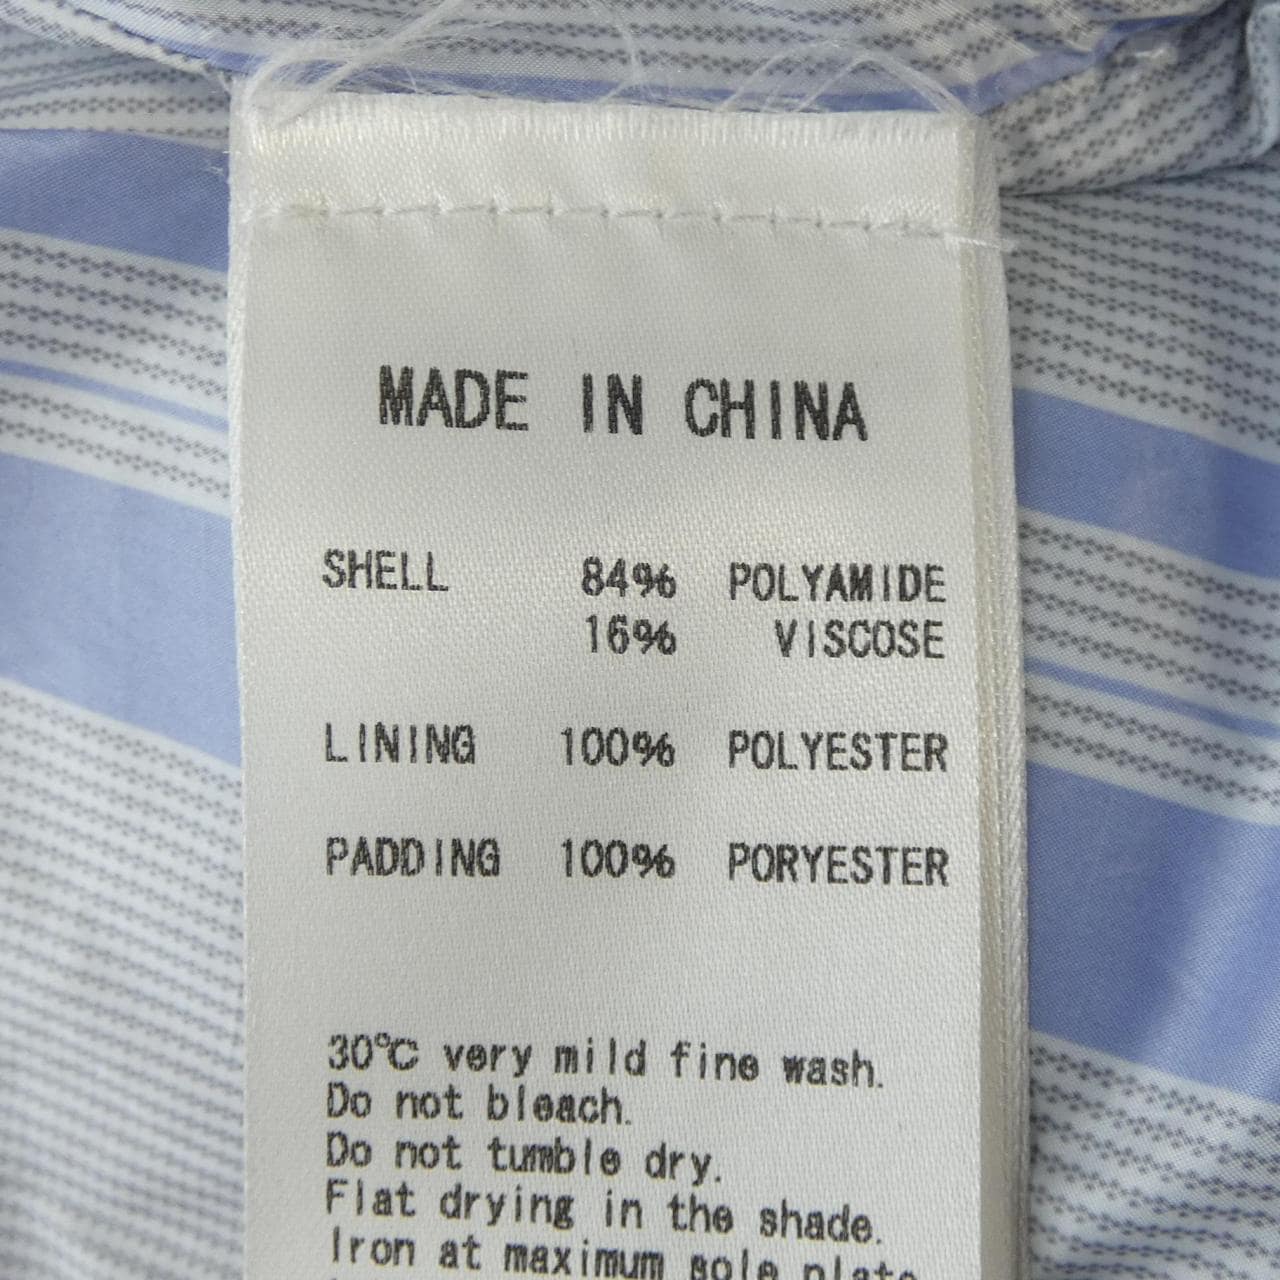 MADE IN CHINA
SHELL 84% POLYAMIDE
16% VISCOSE
LINING 100% POLYESTER
PADDING 100% PORYESTER
30℃ very mild fine wash.
Do not bleach.
Do not tumble dry.
Flat drying in the shade.
Iron at maximum sole plate